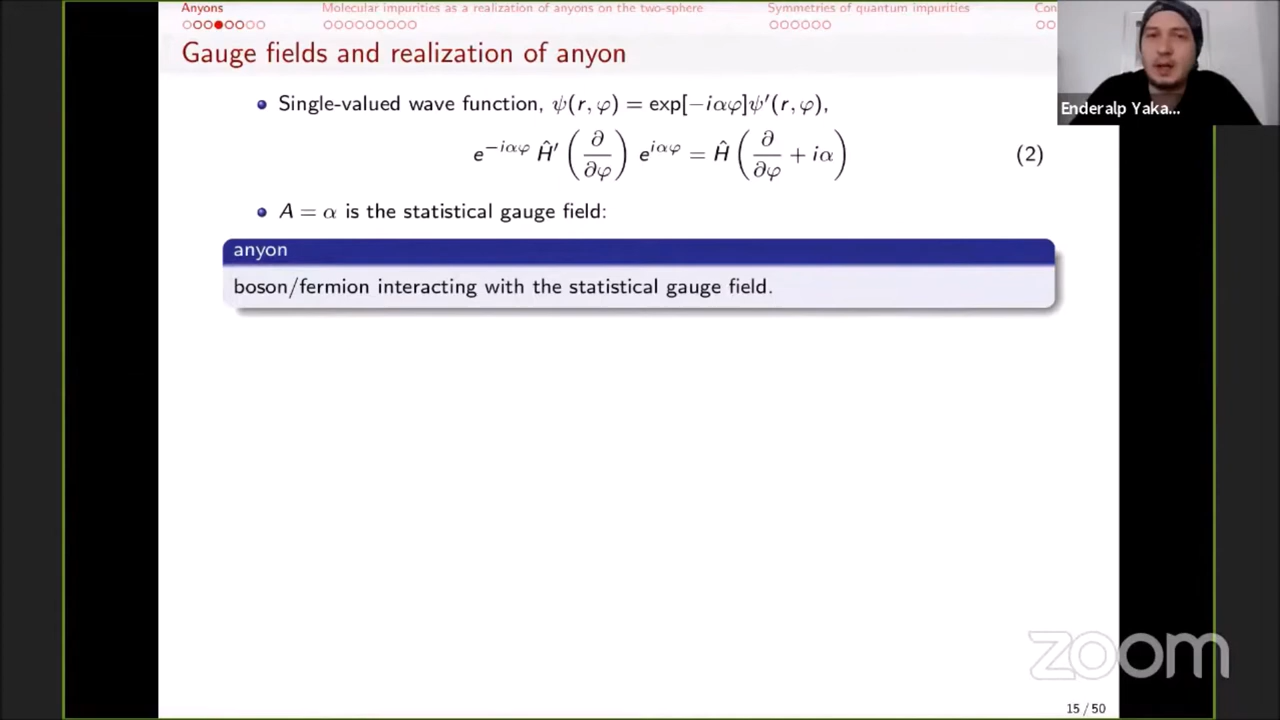 Anyons Molecular impurities as a realization of anyons on the two-sphere Symmetries of quantum impurities Con
Gauge fields and realization of anyon
Single-valued wave function, ψ(r, φ) = exp[−iαφ]ψ′(r, φ),
e^{−iαφ} Ĥ′ (∂/∂φ) e^{iαφ} = Ĥ (∂/∂φ + iα) (2)
A = α is the statistical gauge field:
anyon
boson/fermion interacting with the statistical gauge field.
Enderalp Yaka...
zoom
15 / 50